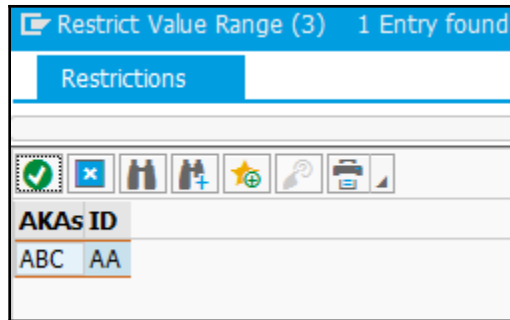 Restrict Value Range (3) 1 Entry found
Restrictions
AKAs ID
ABC AA